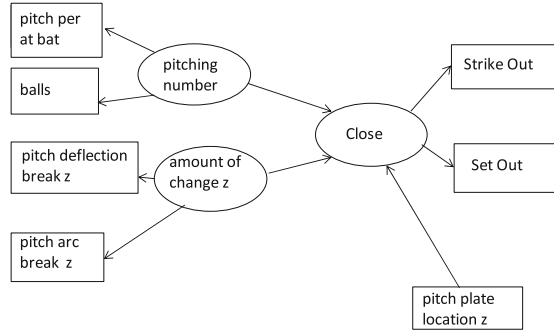 pitch per
at bat
balls
pitching
number
pitch deflection
break z
amount of
change z
pitch arc
break z
Close
Strike Out
Set Out
pitch plate
location z